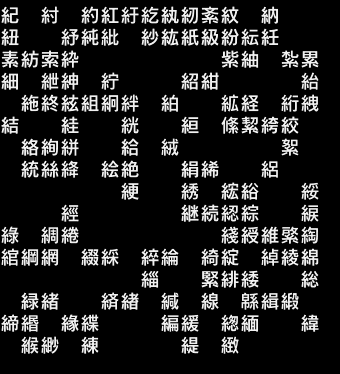 紀 紂 約紅紆紇紈紉紊紋 納
紐 紓純紕 紗紘紙級紛紜紝
素紡索紣 紫紬 紮累
細 紲紳 紵 紹紺 紿
絁終絃組絅絆 絈 絋経 絎絏
結 絓 絖 絙 絛絜絝絞
絡絢絣 給 絨 絮
統絲絳 絵絶 絹絺 絽
綆 綉 綋綌 綏
經 継続綛綜 綟
綠 綢綣 綫綬維綮綯
綰綱網 綴綵 綷綸 綺綻 綽綾綿
緇 緊緋緌 総
緑緒 緕緖 緘 線 緜緝緞
締緡 緣緤 編緩 緫緬 緯
緱緲 練 緹 緻